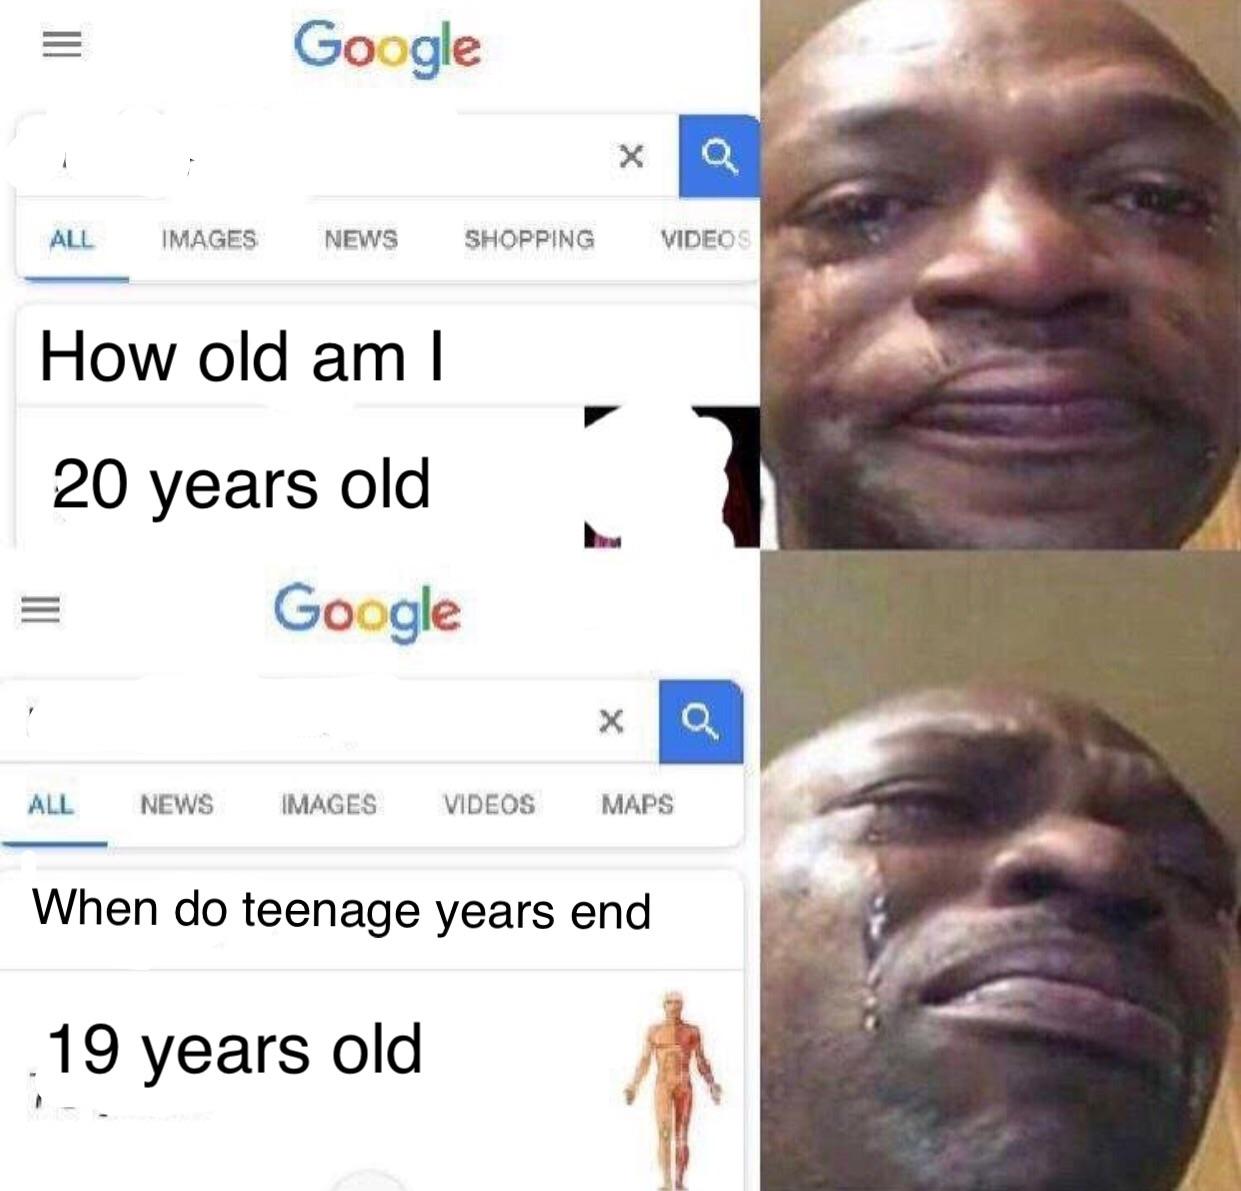 Google
ALL IMAGES NEWS SHOPPING VIDEOS
How old am I
20 years old
Google
ALL NEWS IMAGES VIDEOS MAPS
When do teenage years end
19 years old